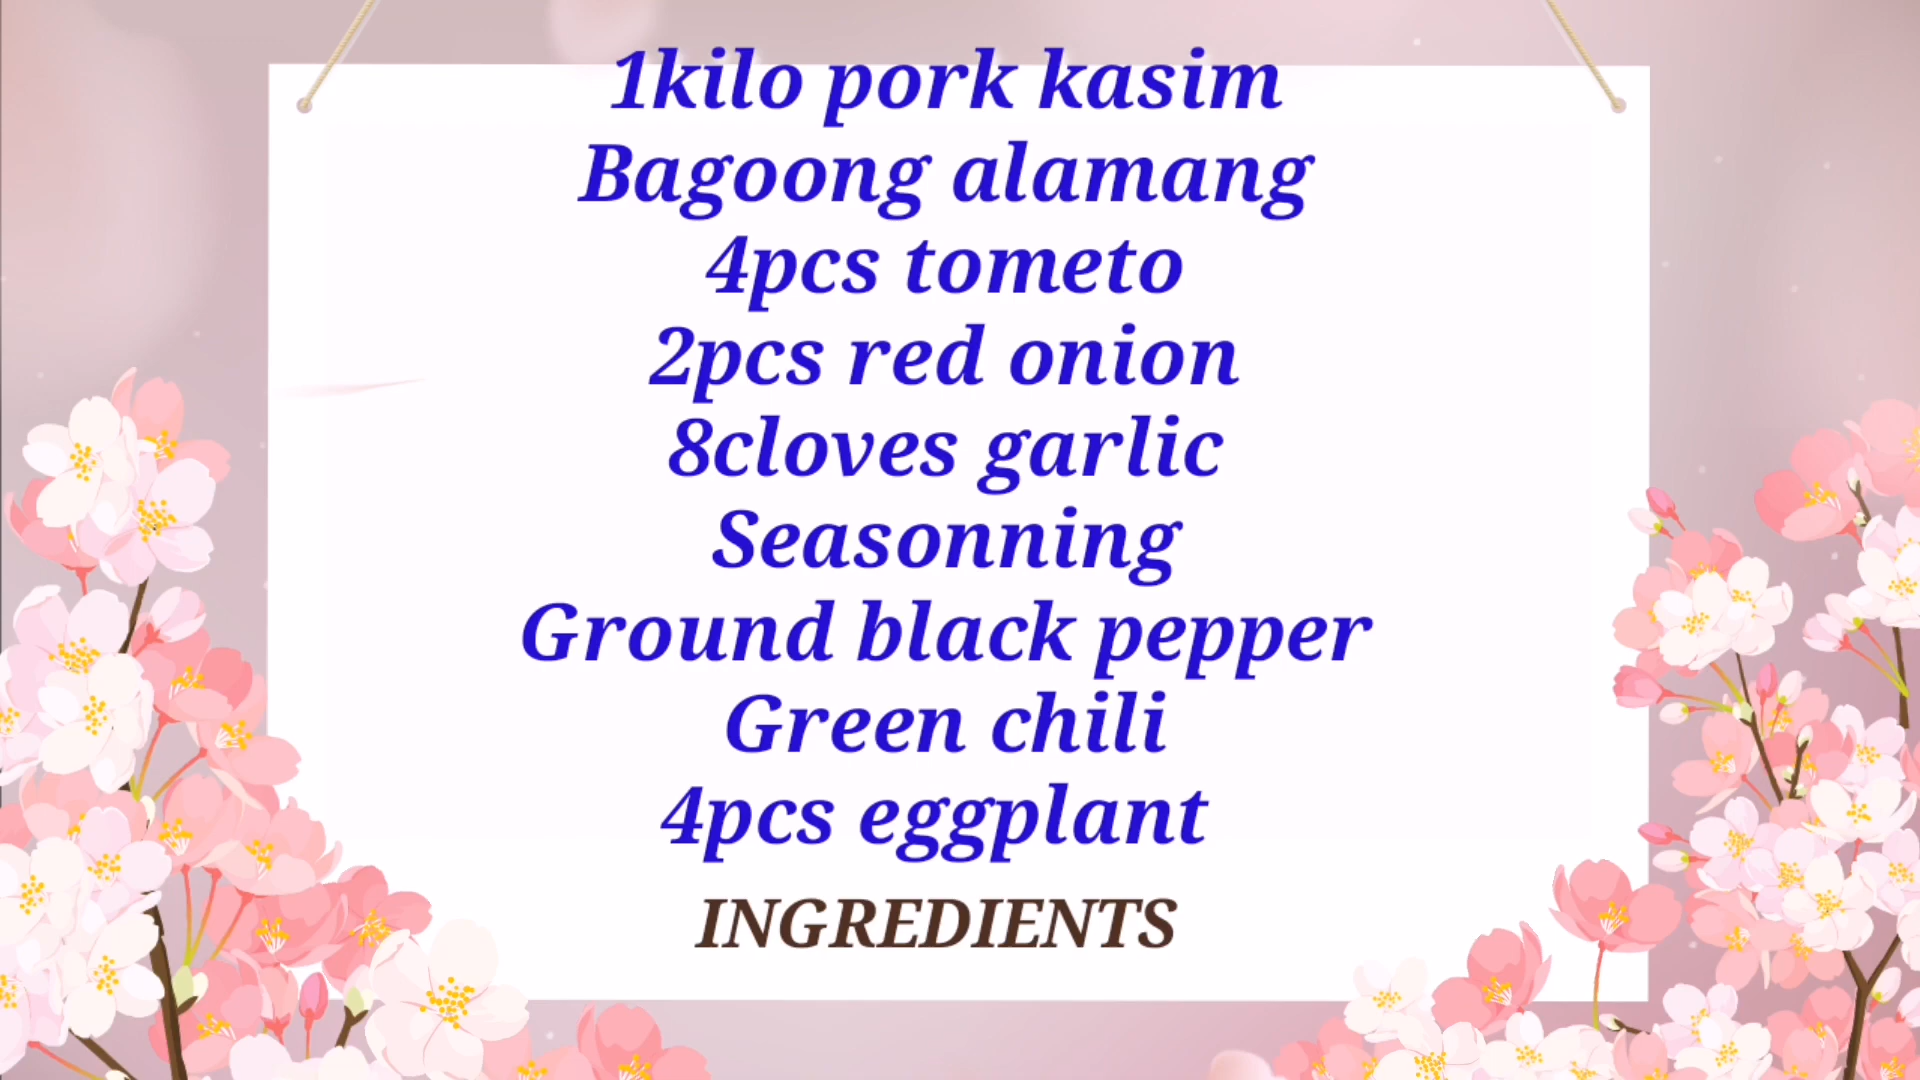 1kilo pork kasim
Bagoong alamang
4pcs tometo
2pcs red onion
8cloves garlic
Seasonning
Ground black pepper
Green chili
4pcs eggplant
INGREDIENTS